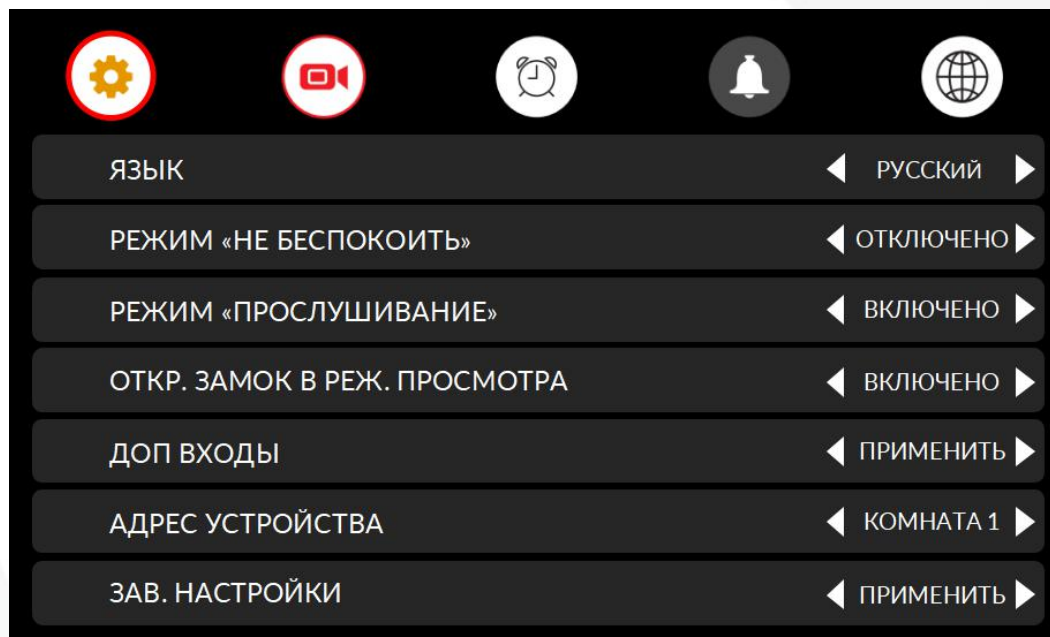 ЯЗЫК РУССКий
РЕЖИМ «НЕ БЕСПОКОИТЬ» ОТКЛЮЧЕНО
РЕЖИМ «ПРОСЛУШИВАНИЕ» ВКЛЮЧЕНО
ОТКР. ЗАМОК В РЕЖ. ПРОСМОТРА ВКЛЮЧЕНО
ДОП ВХОДЫ ПРИМЕНИТЬ
АДРЕС УСТРОЙСТВА КОМНАТА 1
ЗАВ. НАСТРОЙКИ ПРИМЕНИТЬ